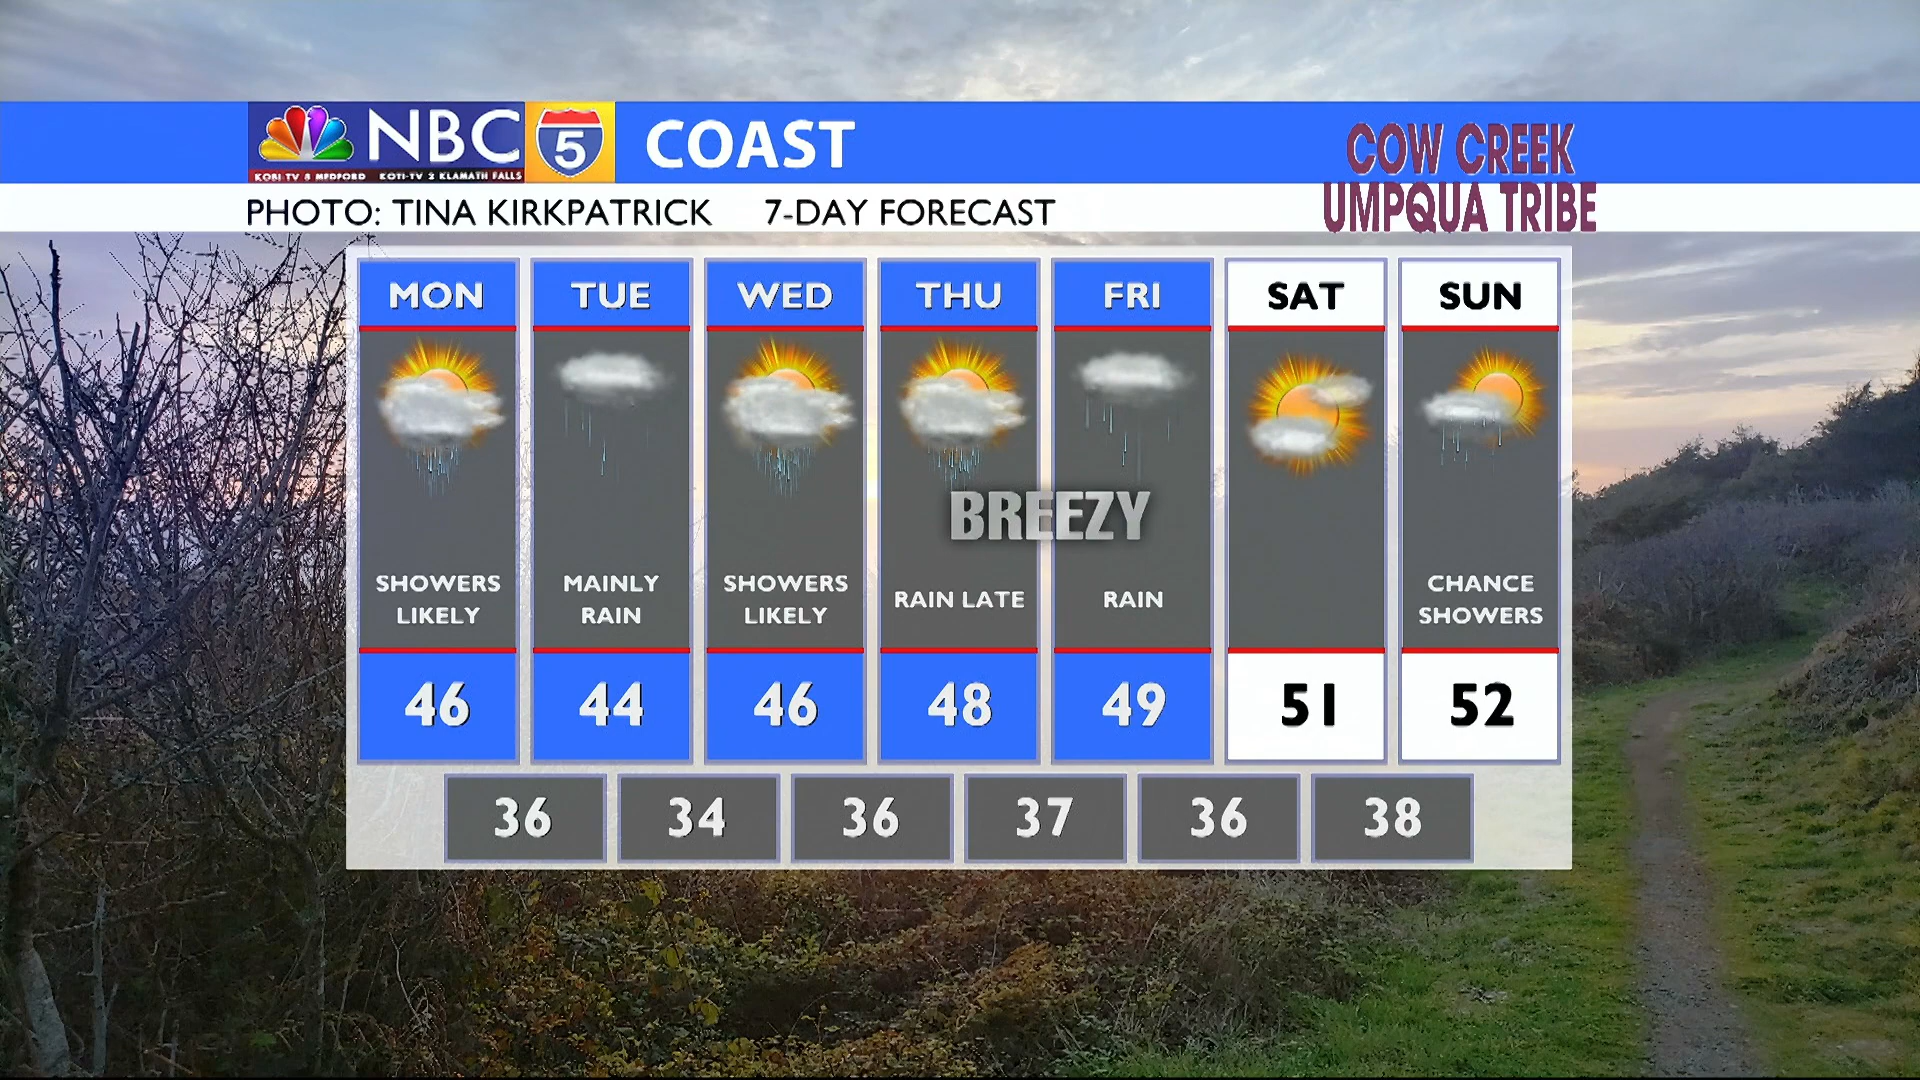 NBC 5 COAST
KOBI-TV 5 MEDFORD KOTI-TV 2 KLAMATH FALLS
COW CREEK
UMPQUA TRIBE
PHOTO: TINA KIRKPATRICK 7-DAY FORECAST
MON TUE WED THU FRI SAT SUN
BREEZY
SHOWERS LIKELY
MAINLY RAIN
SHOWERS LIKELY
RAIN LATE
RAIN
CHANCE SHOWERS
46 44 46 48 49 51 52
36 34 36 37 36 38